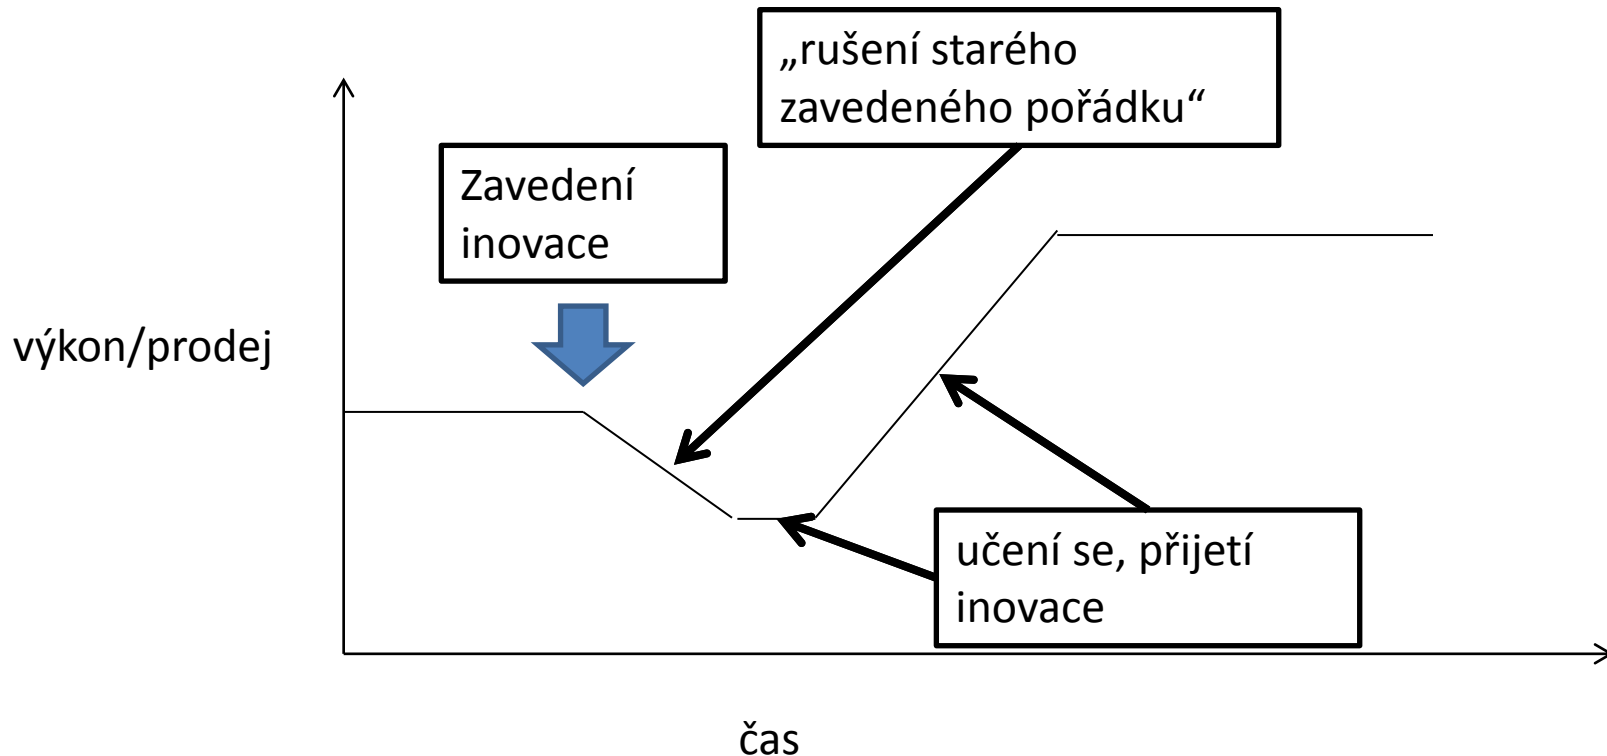 „rušení starého
zavedeného pořádku“
Zavedení
inovace
výkon/prodej
učení se, přijetí
inovace
čas